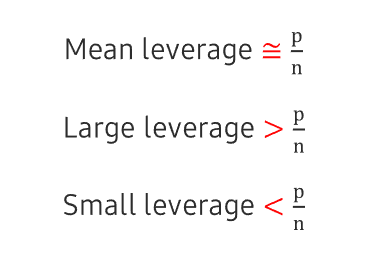 Mean leverage ≅ p/n
Large leverage > p/n
Small leverage < p/n